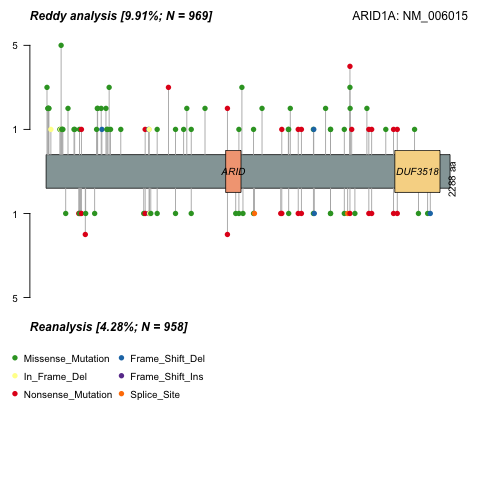 Reddy analysis [9.91%; N = 969]
ARID1A: NM_006015
5
1
ARID
DUF3518
2288 aa
1
5
Reanalysis [4.28%; N = 958]
Missense_Mutation
Frame_Shift_Del
In_Frame_Del
Frame_Shift_Ins
Nonsense_Mutation
Splice_Site